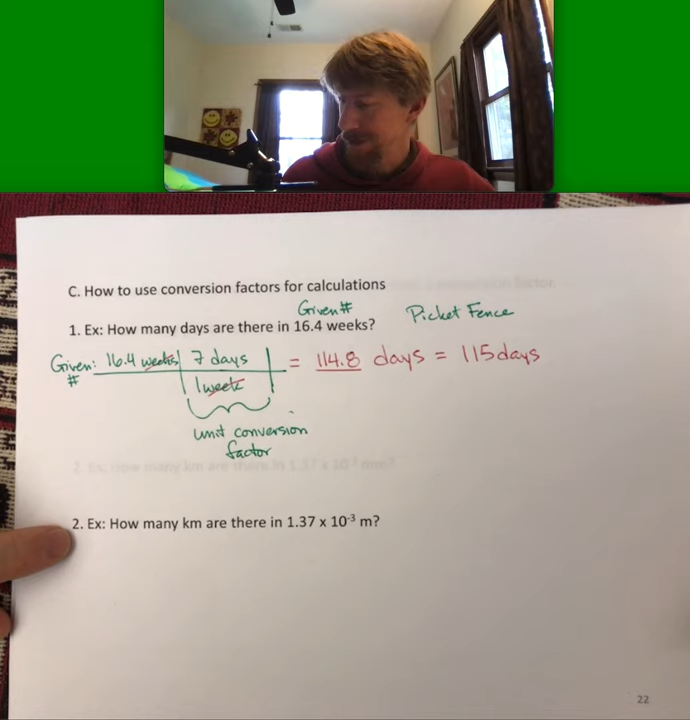 C. How to use conversion factors for calculations
Given #
Picket Fence
1. Ex: How many days are there in 16.4 weeks?
Given: 16.4 weeks 7 days = 114.8 days = 115 days
# 1 week
unit conversion
factor
2. Ex: How many km are there in 1.37 x 10⁻³ m?
22